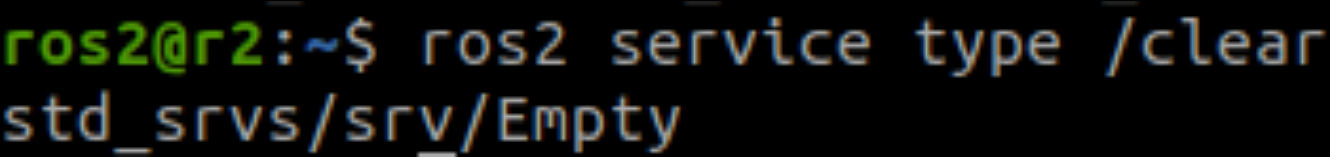 ros2@r2:~$ ros2 service type /clear
std_srvs/srv/Empty